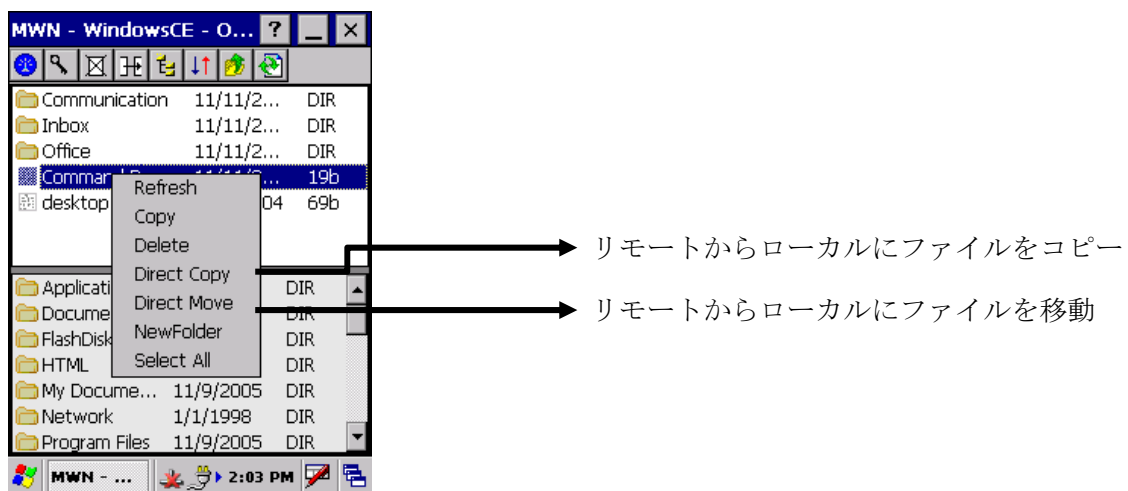 MWN - WindowsCE - O... ?
Communication 11/11/2... DIR
Inbox 11/11/2... DIR
Office 11/11/2... DIR
19b
desktop 04 69b
Refresh
Copy
Delete
Direct Copy
Direct Move
NewFolder
Select All
リモートからローカルにファイルをコピー
リモートからローカルにファイルを移動
Applicati DIR
Docume DIR
FlashDisk DIR
HTML DIR
My Docume... 11/9/2005 DIR
Network 1/1/1998 DIR
Program Files 11/9/2005 DIR
MWN - ... 2:03 PM